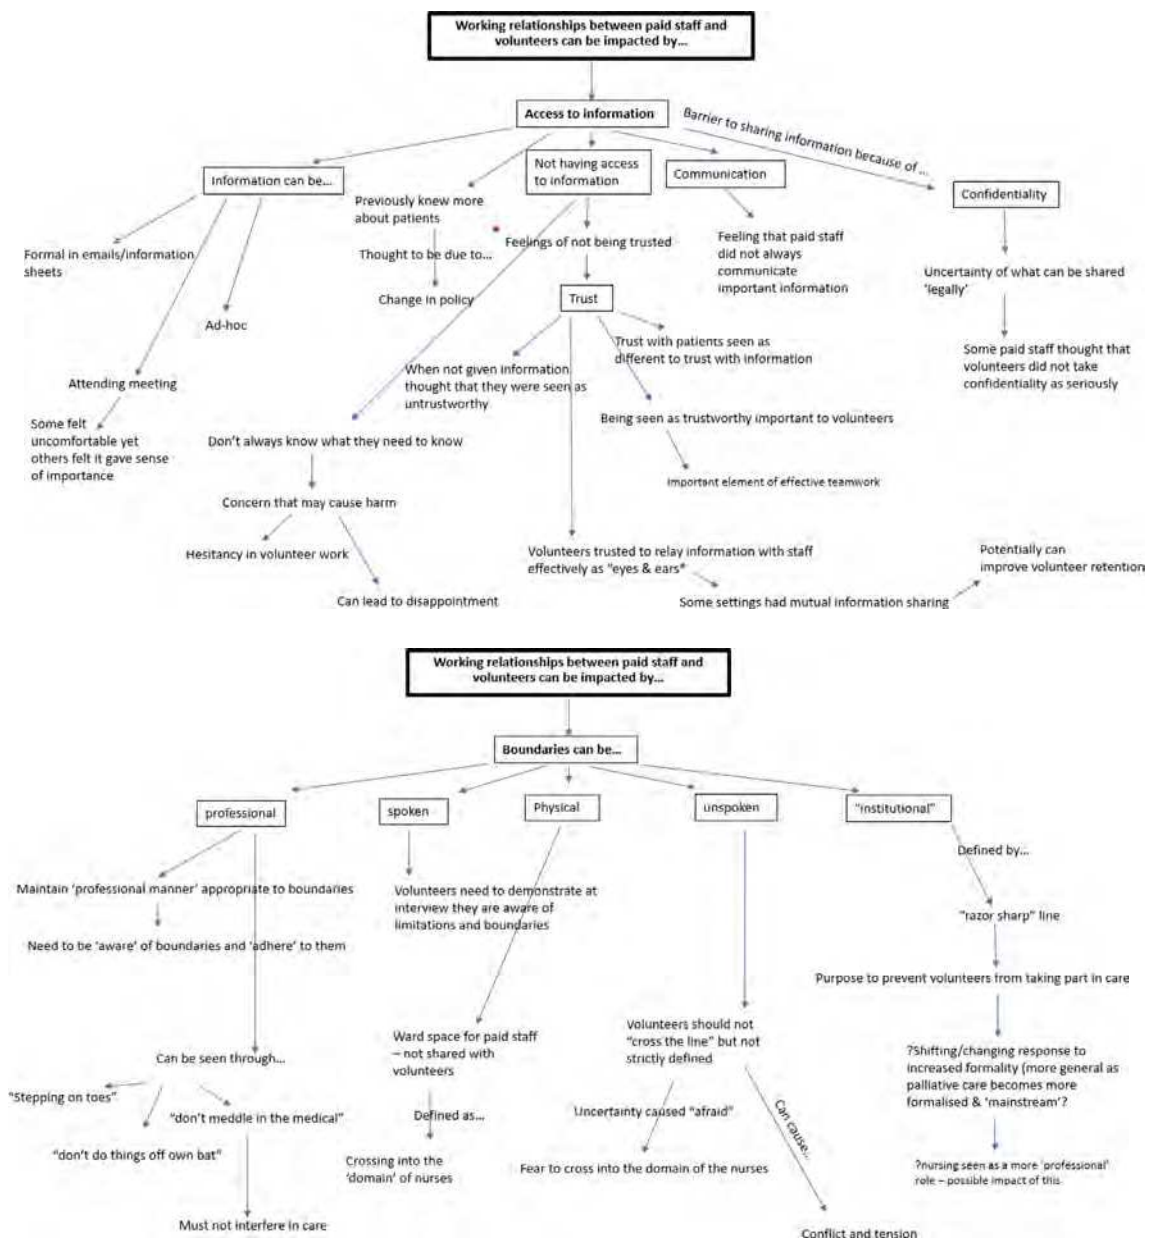 Working relationships between paid staff and
volunteers can be impacted by...
Access to information
Barrier to sharing information because of ...
Information can be...
Previously knew more
about patients
Not having access
to information
Communication
Confidentiality
Formal in emails/information
sheets
Thought to be due to...
Feelings of not being trusted
Feeling that paid staff
did not always
communicate
important information
Uncertainty of what can be shared
'legally'
Ad-hoc
Change in policy
Trust
Attending meeting
When not given information
thought that they were seen as
untrustworthy
Trust with patients seen as
different to trust with information
Some paid staff thought that
volunteers did not take
confidentiality as seriously
Some felt
uncomfortable yet
others felt it gave sense
of importance
Don't always know what they need to know
Being seen as trustworthy important to volunteers
Concern that may cause harm
Important element of effective teamwork
Hesitancy in volunteer work
Can lead to disappointment
Volunteers trusted to relay information with staff
effectively as "eyes & ears"
Some settings had mutual information sharing
Potentially can
improve volunteer retention
Working relationships between paid staff and
volunteers can be impacted by...
Boundaries can be...
professional
spoken
Physical
unspoken
"institutional"
Defined by...
Maintain 'professional manner' appropriate to boundaries
Need to be 'aware' of boundaries and 'adhere' to them
Volunteers need to demonstrate at
interview they are aware of
limitations and boundaries
"razor sharp" line
Purpose to prevent volunteers from taking part in care
Can be seen through...
Ward space for paid staff
– not shared with
volunteers
Volunteers should not
"cross the line" but not
strictly defined
?Shifting/changing response to
increased formality (more general as
palliative care becomes more
formalised & 'mainstream'?
"Stepping on toes"
"don't meddle in the medical"
"don't do things off own bat"
Defined as...
Uncertainty caused "afraid"
Can cause...
Crossing into the
'domain' of nurses
Fear to cross into the domain of the nurses
?nursing seen as a more 'professional'
role – possible impact of this
Must not interfere in care
Conflict and tension